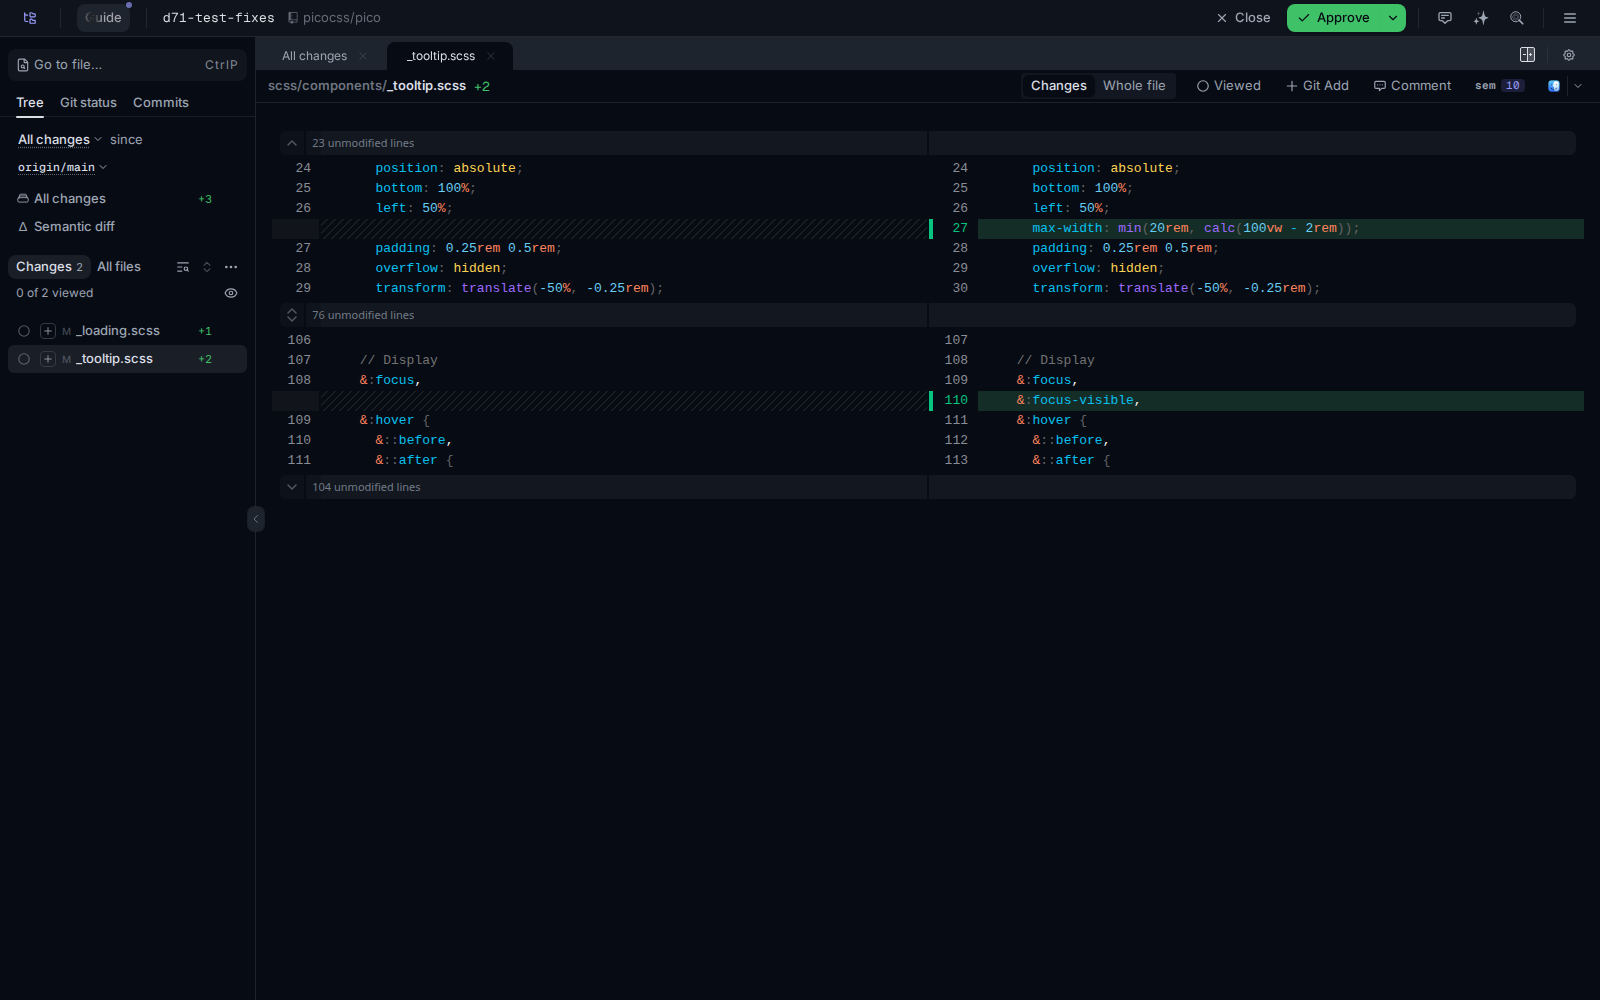 Guide
d71-test-fixes
picocss/pico
Close
Approve
Go to file...
CtrlP
Tree
Git status
Commits
All changes
since
origin/main
All changes
+3
Semantic diff
Changes 2
All files
0 of 2 viewed
M _loading.scss +1
M _tooltip.scss +2
All changes
_tooltip.scss
scss/components/_tooltip.scss +2
Changes
Whole file
Viewed
Git Add
Comment
sem 10
23 unmodified lines
24 position: absolute;
25 bottom: 100%;
26 left: 50%;
27 padding: 0.25rem 0.5rem;
28 overflow: hidden;
29 transform: translate(-50%, -0.25rem);
76 unmodified lines
106
107 // Display
108 &:focus,
109 &:hover {
110 &::before,
111 &::after {
104 unmodified lines
24 position: absolute;
25 bottom: 100%;
26 left: 50%;
27 max-width: min(20rem, calc(100vw - 2rem));
28 padding: 0.25rem 0.5rem;
29 overflow: hidden;
30 transform: translate(-50%, -0.25rem);
107
108 // Display
109 &:focus,
110 &:focus-visible,
111 &:hover {
112 &::before,
113 &::after {